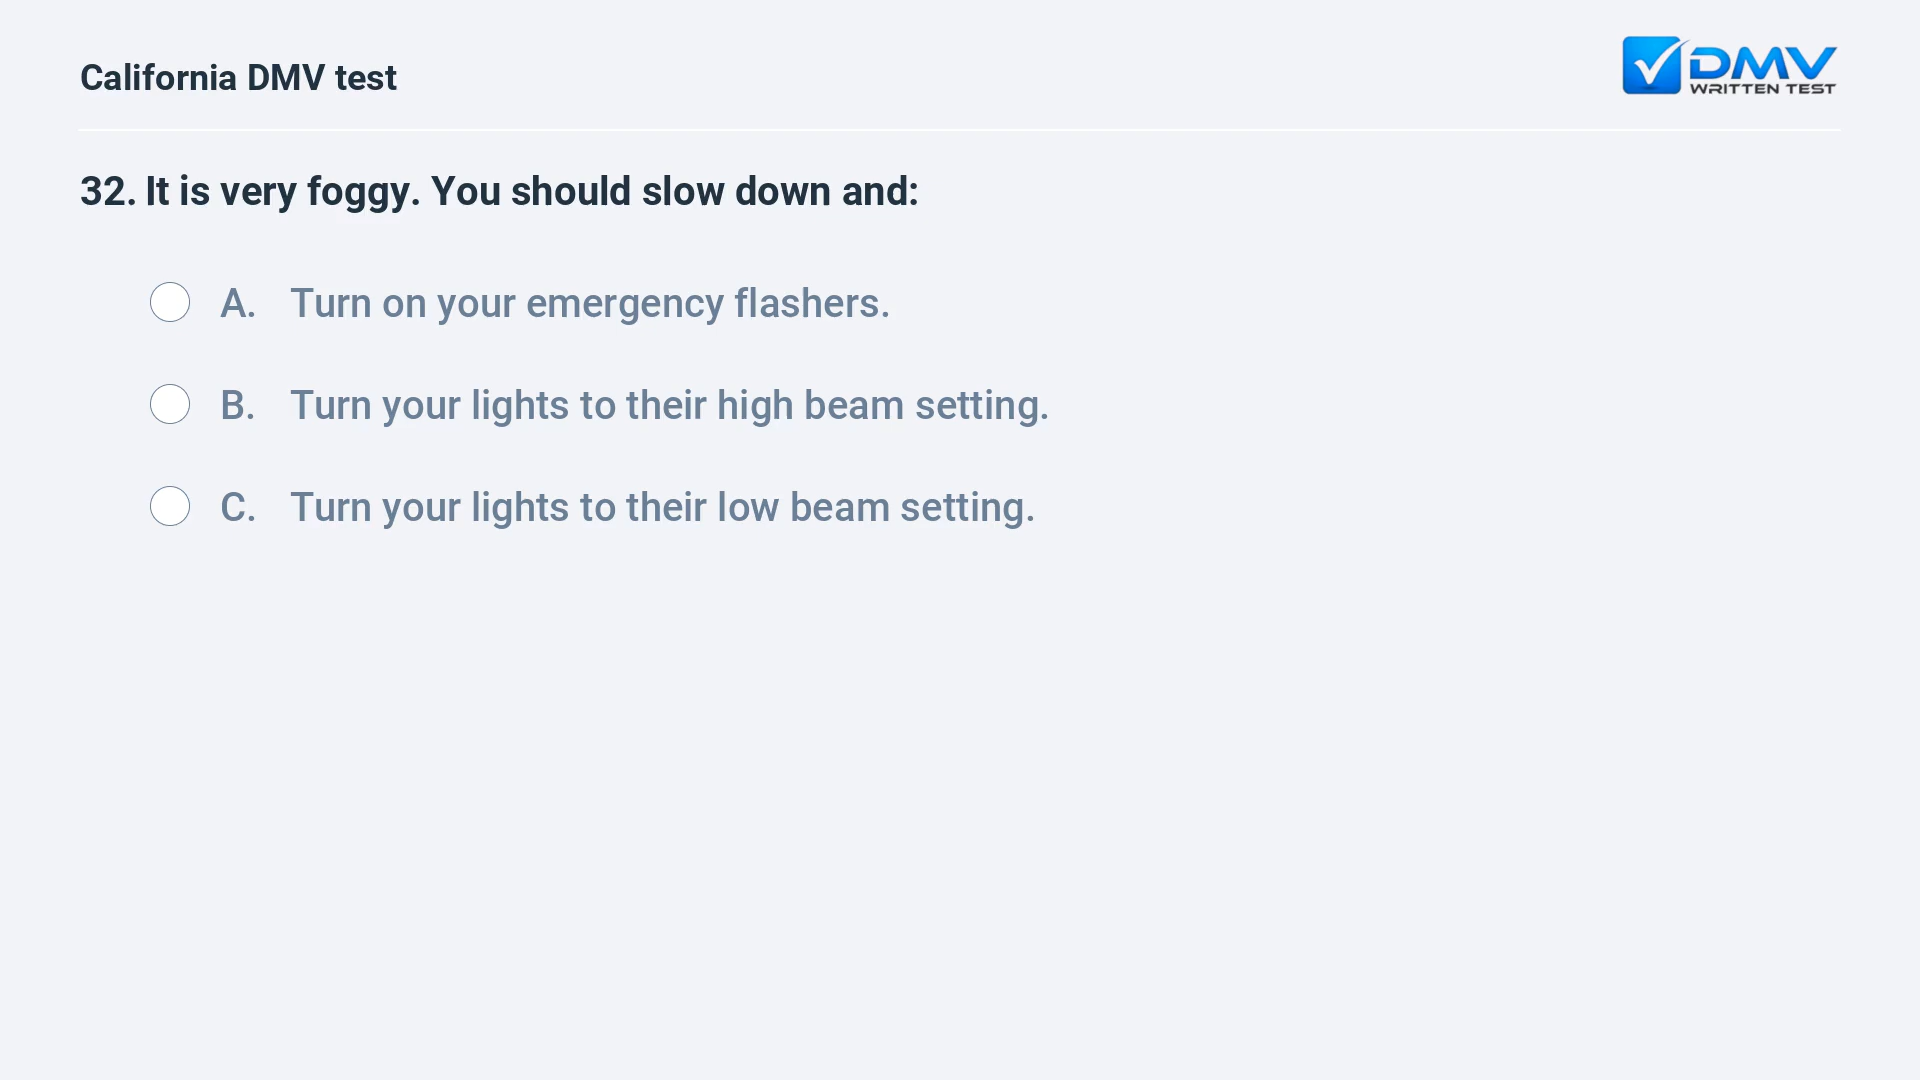 California DMV test
DMV
WRITTEN TEST
32. It is very foggy. You should slow down and:
A. Turn on your emergency flashers.
B. Turn your lights to their high beam setting.
C. Turn your lights to their low beam setting.